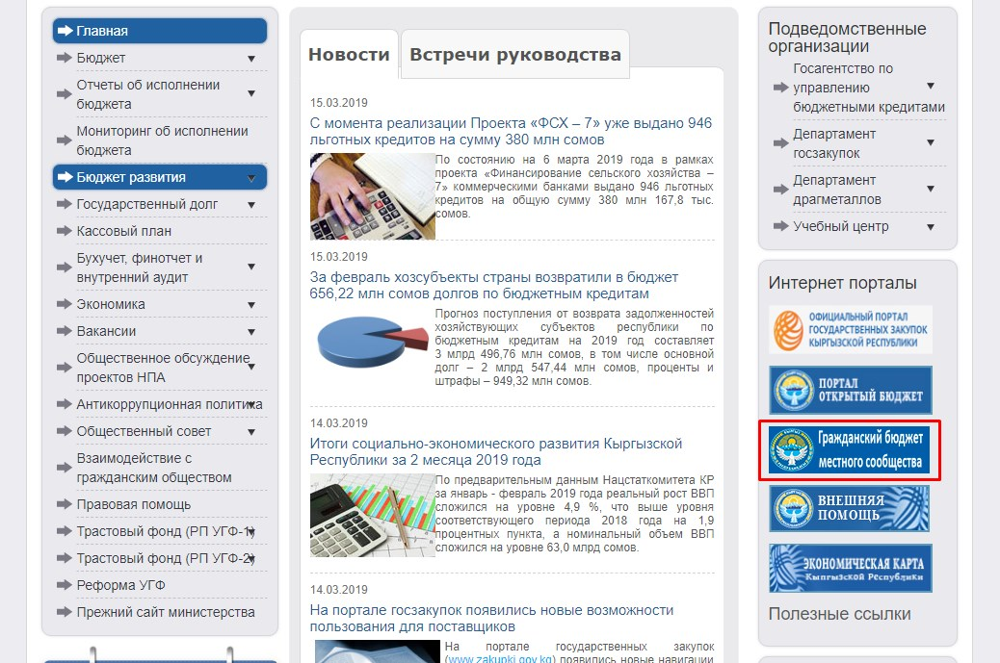 Главная
Бюджет
Отчеты об исполнении
бюджета
Мониторинг об исполнении
бюджета
Бюджет развития
Государственный долг
Кассовый план
Бухучет, финотчет и
внутренний аудит
Экономика
Вакансии
Общественное обсуждение
проектов НПА
Антикоррупционная политика
Общественный совет
Взаимодействие с
гражданским обществом
Правовая помощь
Трастовый фонд (РП УГФ-1)
Трастовый фонд (РП УГФ-2)
Реформа УГФ
Прежний сайт министерства
Новости
Встречи руководства
15.03.2019
С момента реализации Проекта «ФСХ – 7» уже выдано 946
льготных кредитов на сумму 380 млн сомов
По состоянию на 6 марта 2019 года в рамках
проекта «Финансирование сельского хозяйства –
7» коммерческими банками выдано 946 льготных
кредитов на общую сумму 380 млн 167,8 тыс.
сомов.
15.03.2019
За февраль хозсубъекты страны возвратили в бюджет
656,22 млн сомов долгов по бюджетным кредитам
Прогноз поступления от возврата задолженностей
хозяйствующих субъектов республики по
бюджетным кредитам на 2019 год составляет
3 млрд 496,76 млн сомов, в том числе основной
долг – 2 млрд 547,44 млн сомов, проценты и
штрафы – 949,32 млн сомов.
14.03.2019
Итоги социально-экономического развития Кыргызской
Республики за 2 месяца 2019 года
По предварительным данным Нацстаткомитета КР
за январь - февраль 2019 года реальный рост ВВП
сложился на уровне 4,9 %, что выше уровня
соответствующего периода 2018 года на 1,9
процентных пункта, а номинальный объем ВВП
сложился на уровне 63,0 млрд сомов.
14.03.2019
На портале госзакупок появились новые возможности
пользования для поставщиков
На портале государственных закупок
(www.zakupki.gov.kg) появились новые навигации
Подведомственные
организации
Госагентство по
управлению
бюджетными кредитами
Департамент
госзакупок
Департамент
драгметаллов
Учебный центр
Интернет порталы
ОФИЦИАЛЬНЫЙ ПОРТАЛ
ГОСУДАРСТВЕННЫХ ЗАКУПОК
КЫРГЫЗСКОЙ РЕСПУБЛИКИ
ПОРТАЛ
ОТКРЫТЫЙ БЮДЖЕТ
Гражданский бюджет
местного сообщества
ВНЕШНЯЯ
ПОМОЩЬ
ЭКОНОМИЧЕСКАЯ КАРТА
Кыргызской Республики
Полезные ссылки